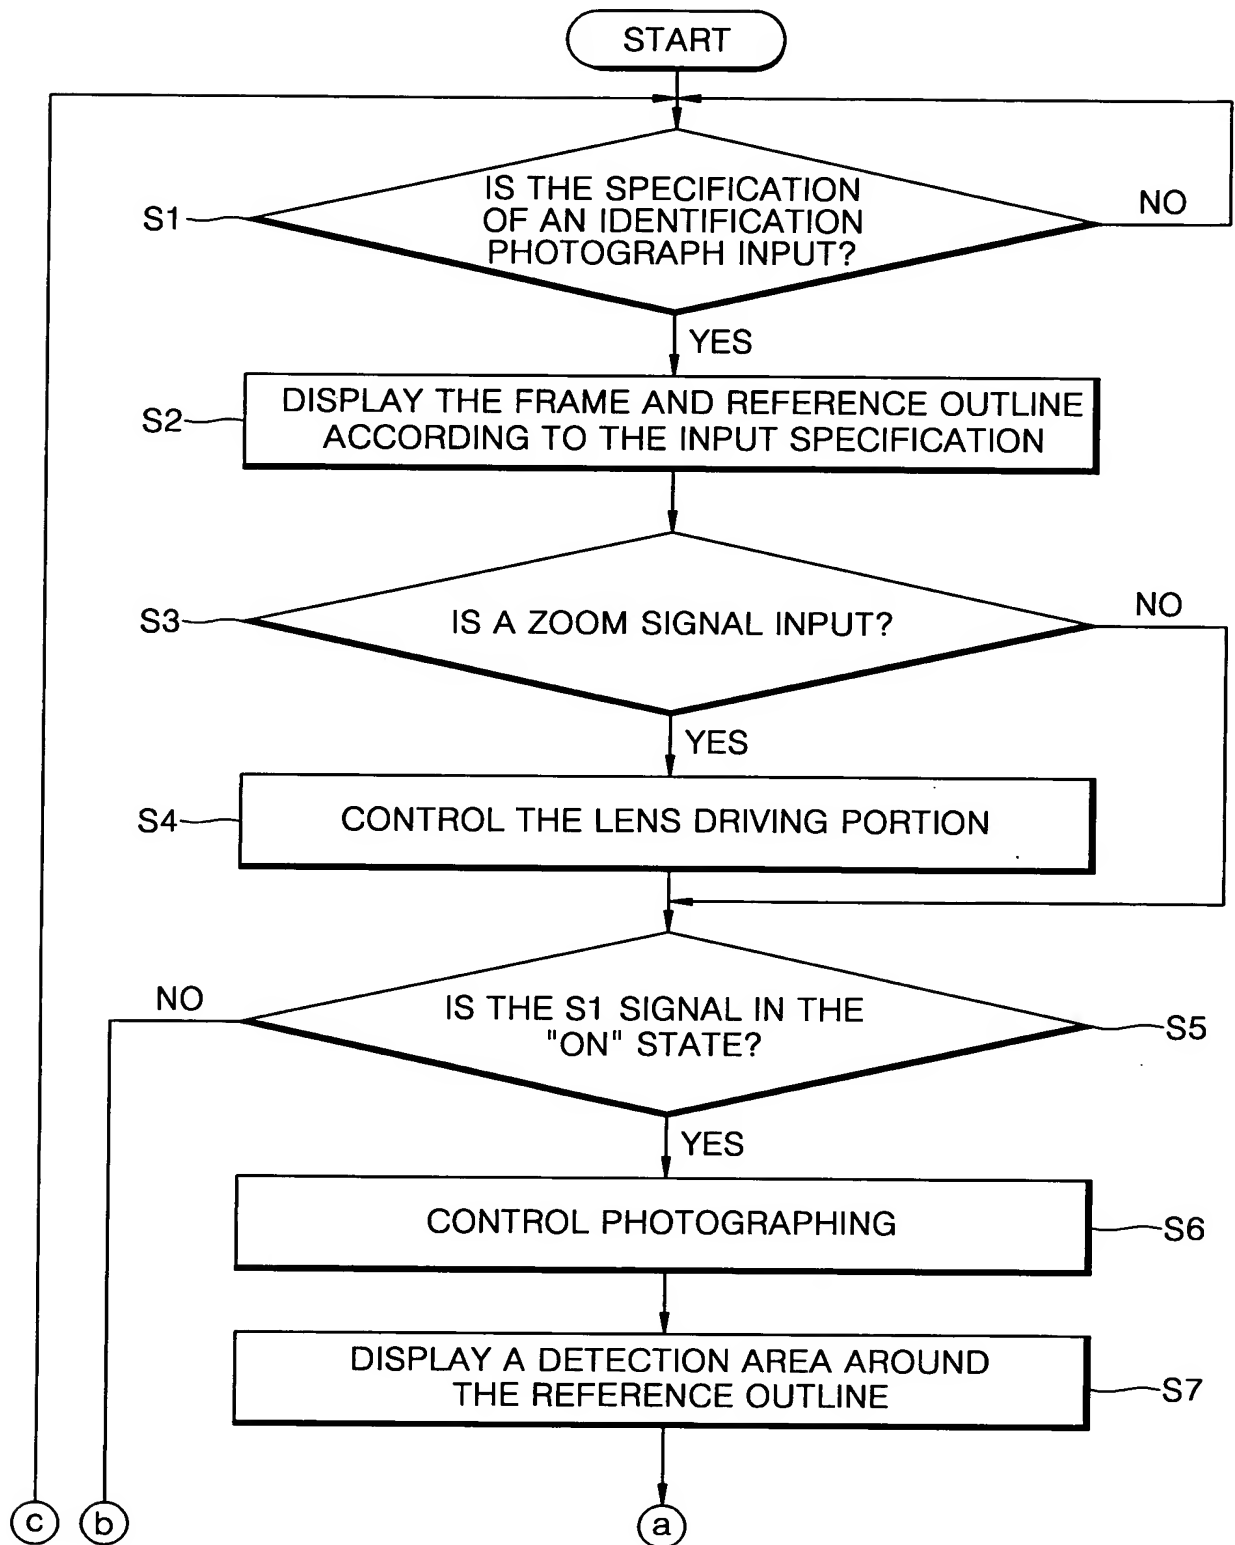 START
IS THE SPECIFICATION
OF AN IDENTIFICATION
PHOTOGRAPH INPUT?
S1
NO
YES
S2
DISPLAY THE FRAME AND REFERENCE OUTLINE
ACCORDING TO THE INPUT SPECIFICATION
S3
IS A ZOOM SIGNAL INPUT?
NO
YES
S4
CONTROL THE LENS DRIVING PORTION
NO
IS THE S1 SIGNAL IN THE
"ON" STATE?
S5
YES
CONTROL PHOTOGRAPHING
S6
DISPLAY A DETECTION AREA AROUND
THE REFERENCE OUTLINE
S7
c
b
a